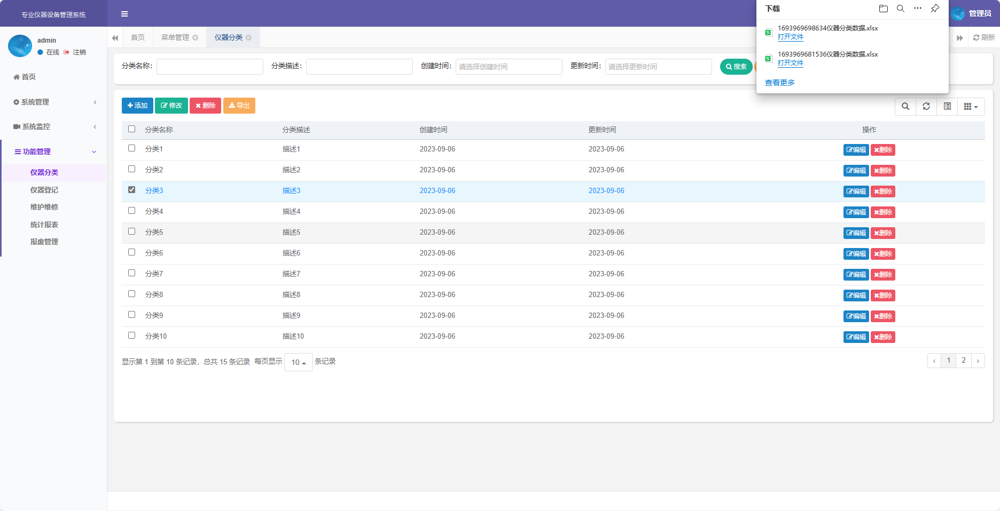 专业仪器设备管理系统
管理员
下载
1693969698634仪器分类数据.xlsx
打开文件
1693969681536仪器分类数据.xlsx
打开文件
查看更多
admin
在线 注销
首页
系统管理
系统监控
功能管理
仪器分类
仪器登记
维护维修
统计报表
报废管理
首页 菜单管理 仪器分类 刷新
分类名称： 分类描述： 创建时间： 请选择创建时间 更新时间： 请选择更新时间 搜索
添加 修改 删除 导出
分类名称 分类描述 创建时间 更新时间 操作
分类1 描述1 2023-09-06 2023-09-06 编辑 删除
分类2 描述2 2023-09-06 2023-09-06 编辑 删除
分类3 描述3 2023-09-06 2023-09-06 编辑 删除
分类4 描述4 2023-09-06 2023-09-06 编辑 删除
分类5 描述5 2023-09-06 2023-09-06 编辑 删除
分类6 描述6 2023-09-06 2023-09-06 编辑 删除
分类7 描述7 2023-09-06 2023-09-06 编辑 删除
分类8 描述8 2023-09-06 2023-09-06 编辑 删除
分类9 描述9 2023-09-06 2023-09-06 编辑 删除
分类10 描述10 2023-09-06 2023-09-06 编辑 删除
显示第 1 到第 10 条记录，总共 15 条记录 每页显示 10 条记录 ‹ 1 2 ›